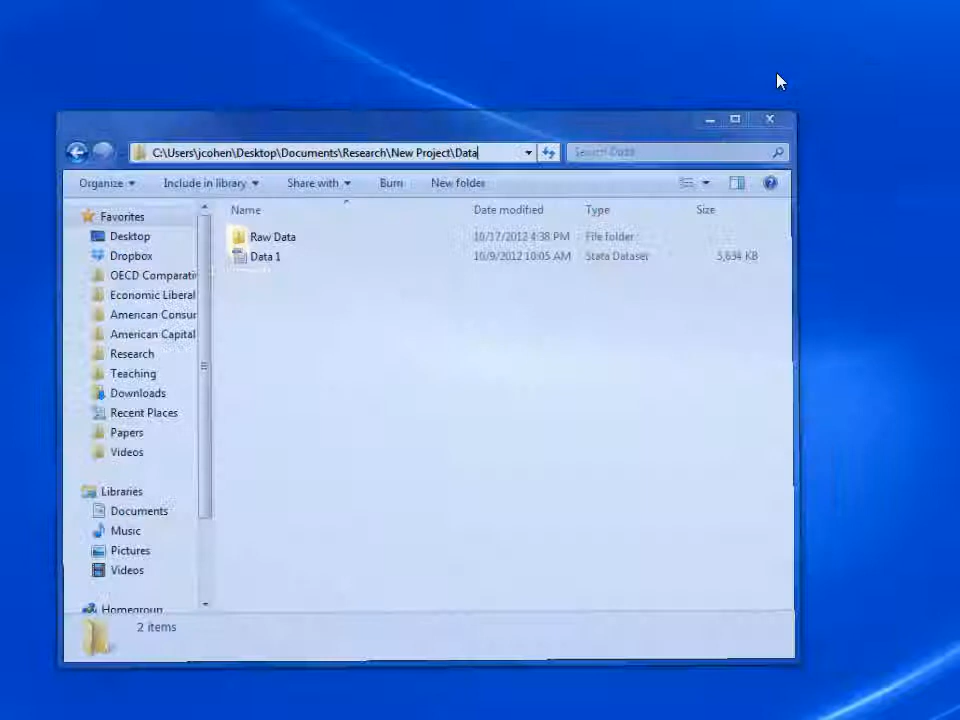 C:\Users\jcohen\Desktop\Documents\Research\New Project\Data
Search Data
Organize
Include in library
Share with
Burn
New folder
Name
Date modified
Type
Size
Raw Data
10/17/2012 4:38 PM
File folder
Data 1
10/9/2012 10:05 AM
Stata Dataset
5,634 KB
Favorites
Desktop
Dropbox
OECD Comparati
Economic Liberal
American Consur
American Capital
Research
Teaching
Downloads
Recent Places
Papers
Videos
Libraries
Documents
Music
Pictures
Videos
Homegroup
2 items